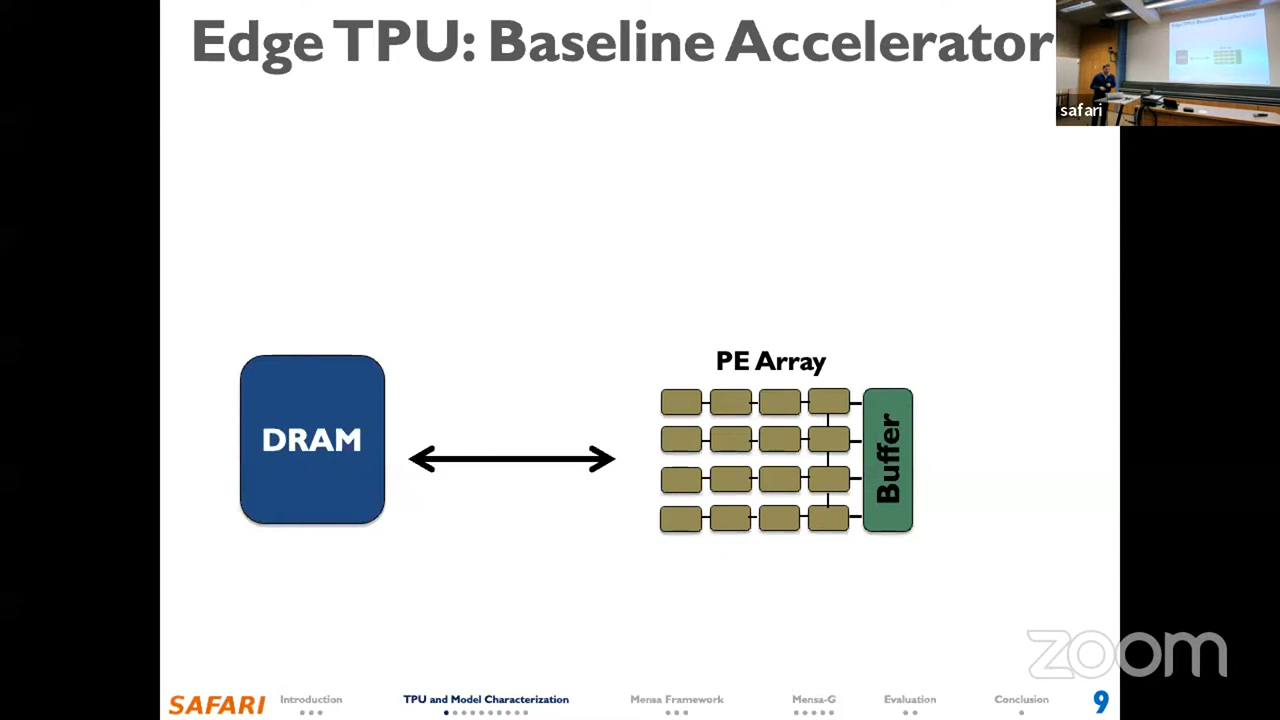 Edge TPU: Baseline Accelerator
safari
PE Array
DRAM
Buffer
zoom
SAFARI
Introduction
TPU and Model Characterization
Mensa Framework
Mensa-G
Evaluation
Conclusion
9